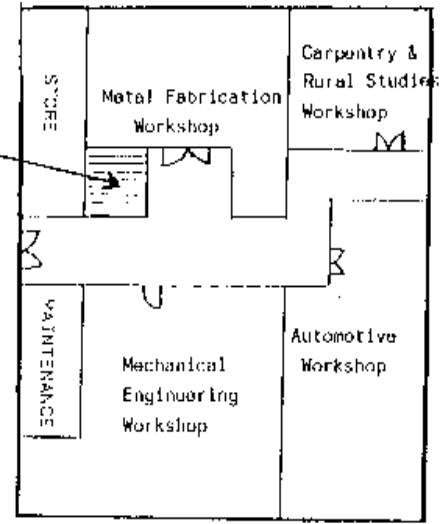 STORE
Metal Fabrication
Workshop
Carpentry &
Rural Studies
Workshop
MAINTENANCE
Mechanical
Engineering
Workshop
Automotive
Workshop